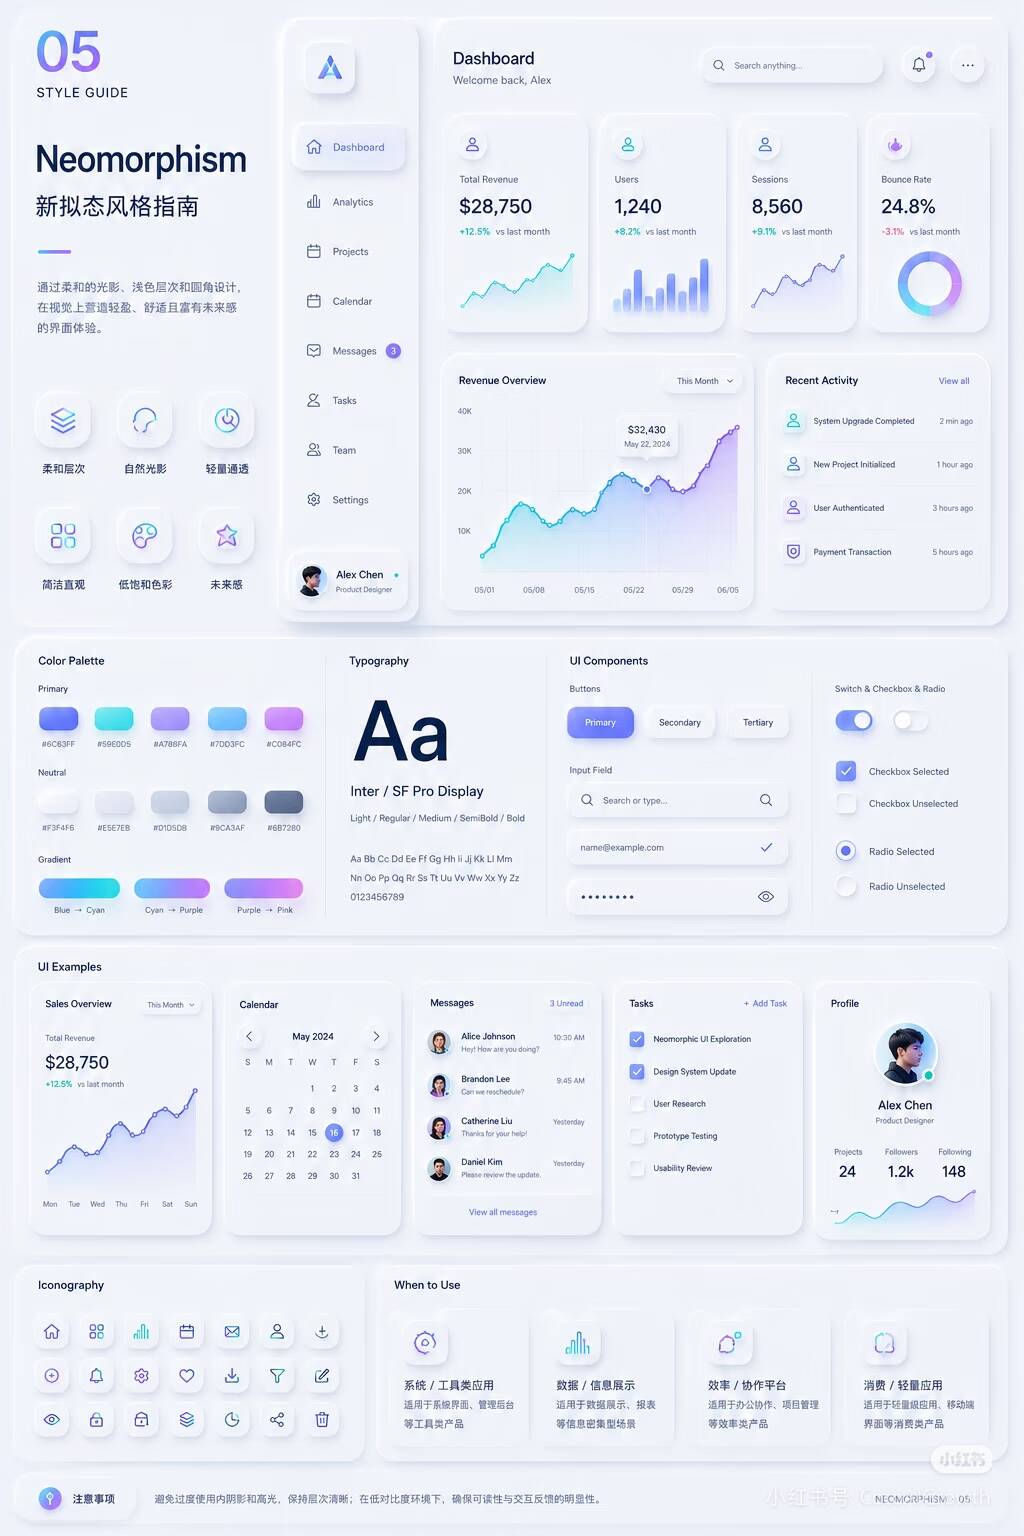 05
STYLE GUIDE
Neomorphism
新拟态风格指南
通过柔和的光影、浅色层次和圆角设计，
在视觉上营造轻盈、舒适且富有未来感
的界面体验。
柔和层次
自然光影
轻量通透
简洁直观
低饱和色彩
未来感
Dashboard
Analytics
Projects
Calendar
Messages 3
Tasks
Team
Settings
Alex Chen
Product Designer
Dashboard
Welcome back, Alex
Search anything...
Total Revenue
$28,750
+12.5% vs last month
Users
1,240
+8.2% vs last month
Sessions
8,560
+9.1% vs last month
Bounce Rate
24.8%
-3.1% vs last month
Revenue Overview
This Month
40K
30K
20K
10K
$32,430
May 22, 2024
05/01 05/08 05/15 05/22 05/29 06/05
Recent Activity
View all
System Upgrade Completed 2 min ago
New Project Initialized 1 hour ago
User Authenticated 3 hours ago
Payment Transaction 5 hours ago
Color Palette
Primary
#6C63FF #59E0D5 #A788FA #7DD3FC #C084FC
Neutral
#F3F4F6 #E5E7EB #D1D5DB #9CA3AF #6B7280
Gradient
Blue → Cyan
Cyan → Purple
Purple → Pink
Typography
Aa
Inter / SF Pro Display
Light / Regular / Medium / SemiBold / Bold
Aa Bb Cc Dd Ee Ff Gg Hh Ii Jj Kk Ll Mm
Nn Oo Pp Qq Rr Ss Tt Uu Vv Ww Xx Yy Zz
0123456789
UI Components
Buttons
Primary
Secondary
Tertiary
Input Field
Search or type...
name@example.com
Switch & Checkbox & Radio
Checkbox Selected
Checkbox Unselected
Radio Selected
Radio Unselected
UI Examples
Sales Overview
This Month
Total Revenue
$28,750
+12.5% vs last month
Mon Tue Wed Thu Fri Sat Sun
Calendar
May 2024
S M T W T F S
1 2 3 4
5 6 7 8 9 10 11
12 13 14 15 16 17 18
19 20 21 22 23 24 25
26 27 28 29 30 31
Messages
3 Unread
Alice Johnson 10:30 AM
Hey! How are you doing?
Brandon Lee 9:45 AM
Can we reschedule?
Catherine Liu Yesterday
Thanks for your help!
Daniel Kim Yesterday
Please review the update.
View all messages
Tasks
+ Add Task
Neomorphic UI Exploration
Design System Update
User Research
Prototype Testing
Usability Review
Profile
Alex Chen
Product Designer
Projects Followers Following
24 1.2k 148
Iconography
When to Use
系统 / 工具类应用
适用于系统界面、管理后台
等工具类产品
数据 / 信息展示
适用于数据展示、报表
等信息密集型场景
效率 / 协作平台
适用于办公协作、项目管理
等效率类产品
消费 / 轻量应用
适用于轻量级应用、移动端
界面等消费类产品
小红书
注意事项
避免过度使用内阴影和高光，保持层次清晰；在低对比度环境下，确保可读性与交互反馈的明显性。
NEOMORPHISM 05
小红书号